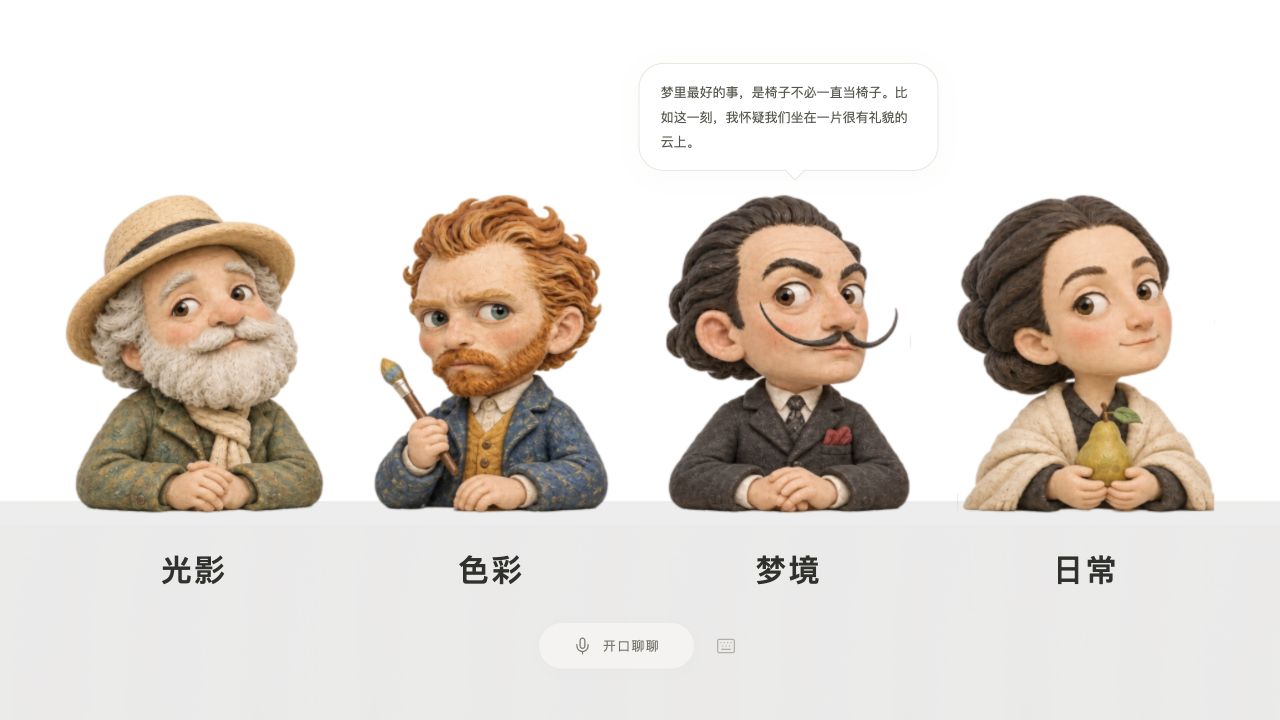 梦里最好的事，是椅子不必一直当椅子。比
如这一刻，我怀疑我们坐在一片很有礼貌的
云上。
光影
色彩
梦境
日常
开口聊聊